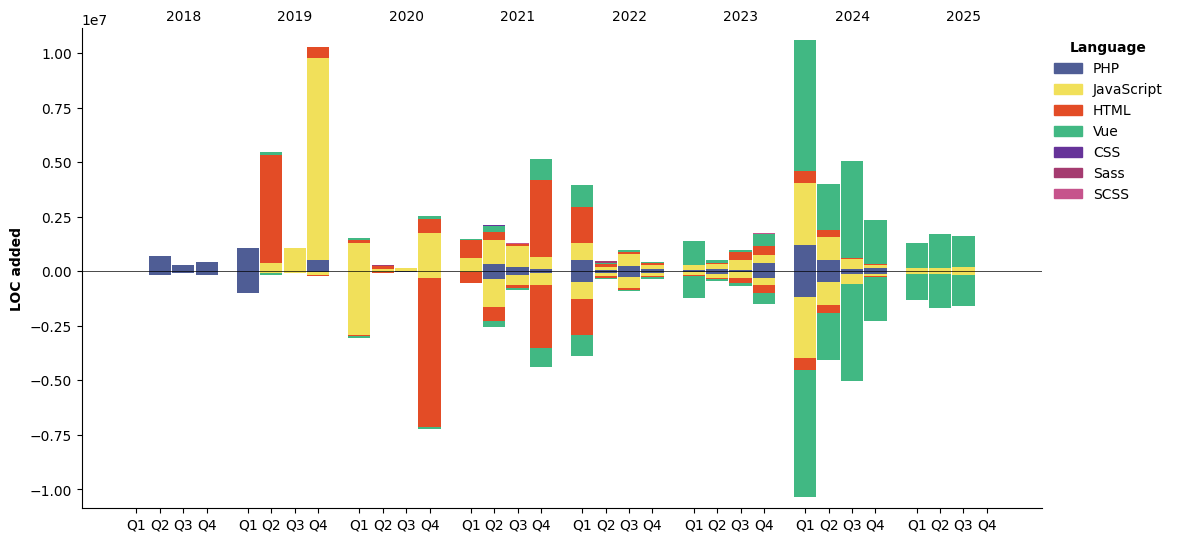 1e7
2018 2019 2020 2021 2022 2023 2024 2025
Language
PHP
JavaScript
HTML
Vue
CSS
Sass
SCSS
LOC added
1.00
0.75
0.50
0.25
0.00
−0.25
−0.50
−0.75
−1.00
Q1 Q2 Q3 Q4 Q1 Q2 Q3 Q4 Q1 Q2 Q3 Q4 Q1 Q2 Q3 Q4 Q1 Q2 Q3 Q4 Q1 Q2 Q3 Q4 Q1 Q2 Q3 Q4 Q1 Q2 Q3 Q4